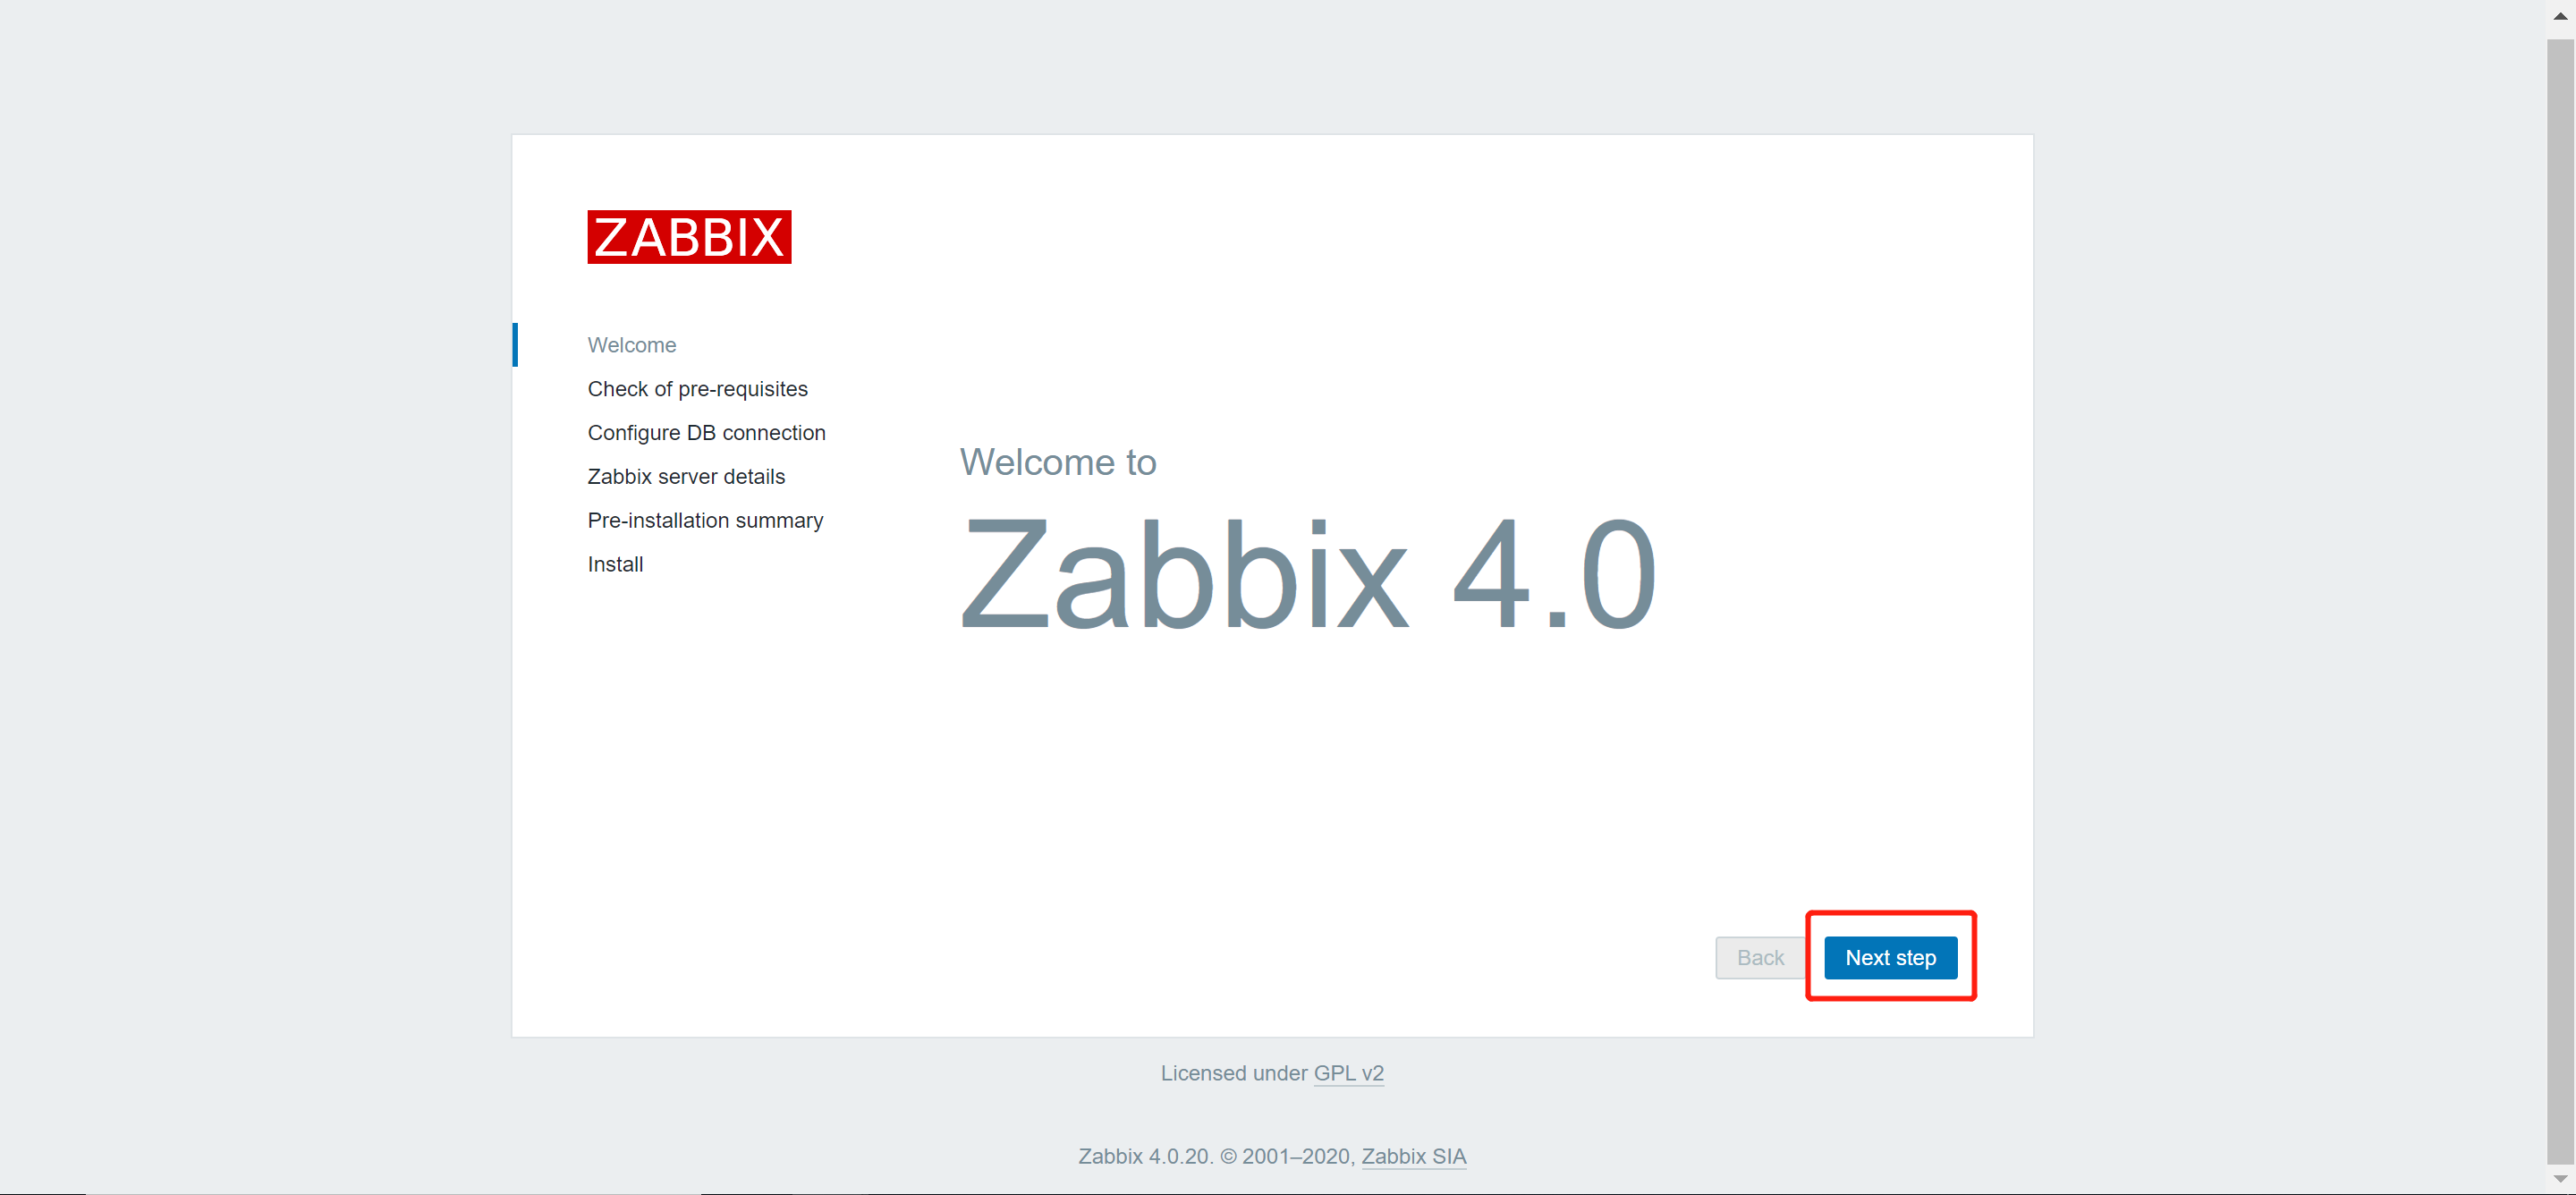 ZABBIX
Welcome
Check of pre-requisites
Configure DB connection
Zabbix server details
Pre-installation summary
Install
Welcome to
Zabbix 4.0
Back
Next step
Licensed under GPL v2
Zabbix 4.0.20. © 2001–2020, Zabbix SIA